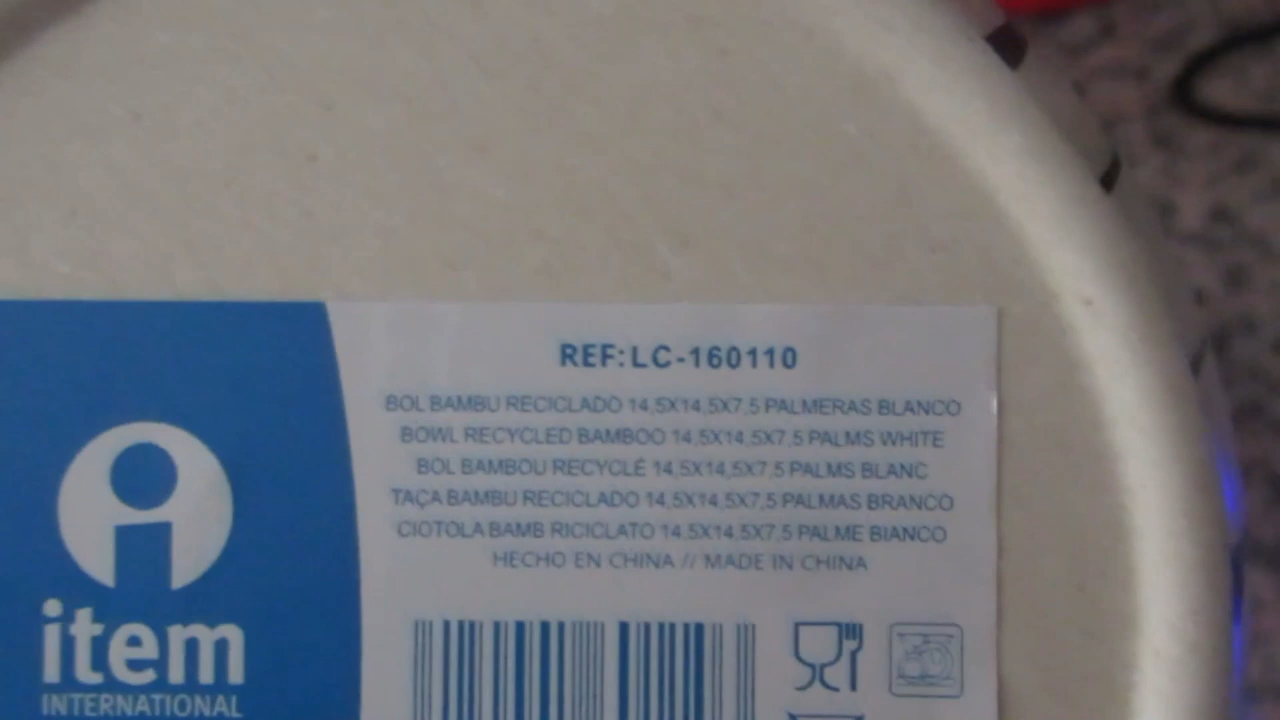 REF:LC-160110
BOL BAMBU RECICLADO 14,5X14,5X7,5 PALMERAS BLANCO
BOWL RECYCLED BAMBOO 14,5X14,5X7,5 PALMS WHITE
BOL BAMBOU RECYCLÉ 14,5X14,5X7,5 PALMS BLANC
TAÇA BAMBU RECICLADO 14,5X14,5X7,5 PALMAS BRANCO
CIOTOLA BAMB RICICLATO 14,5X14,5X7,5 PALME BIANCO
HECHO EN CHINA // MADE IN CHINA
item
INTERNATIONAL